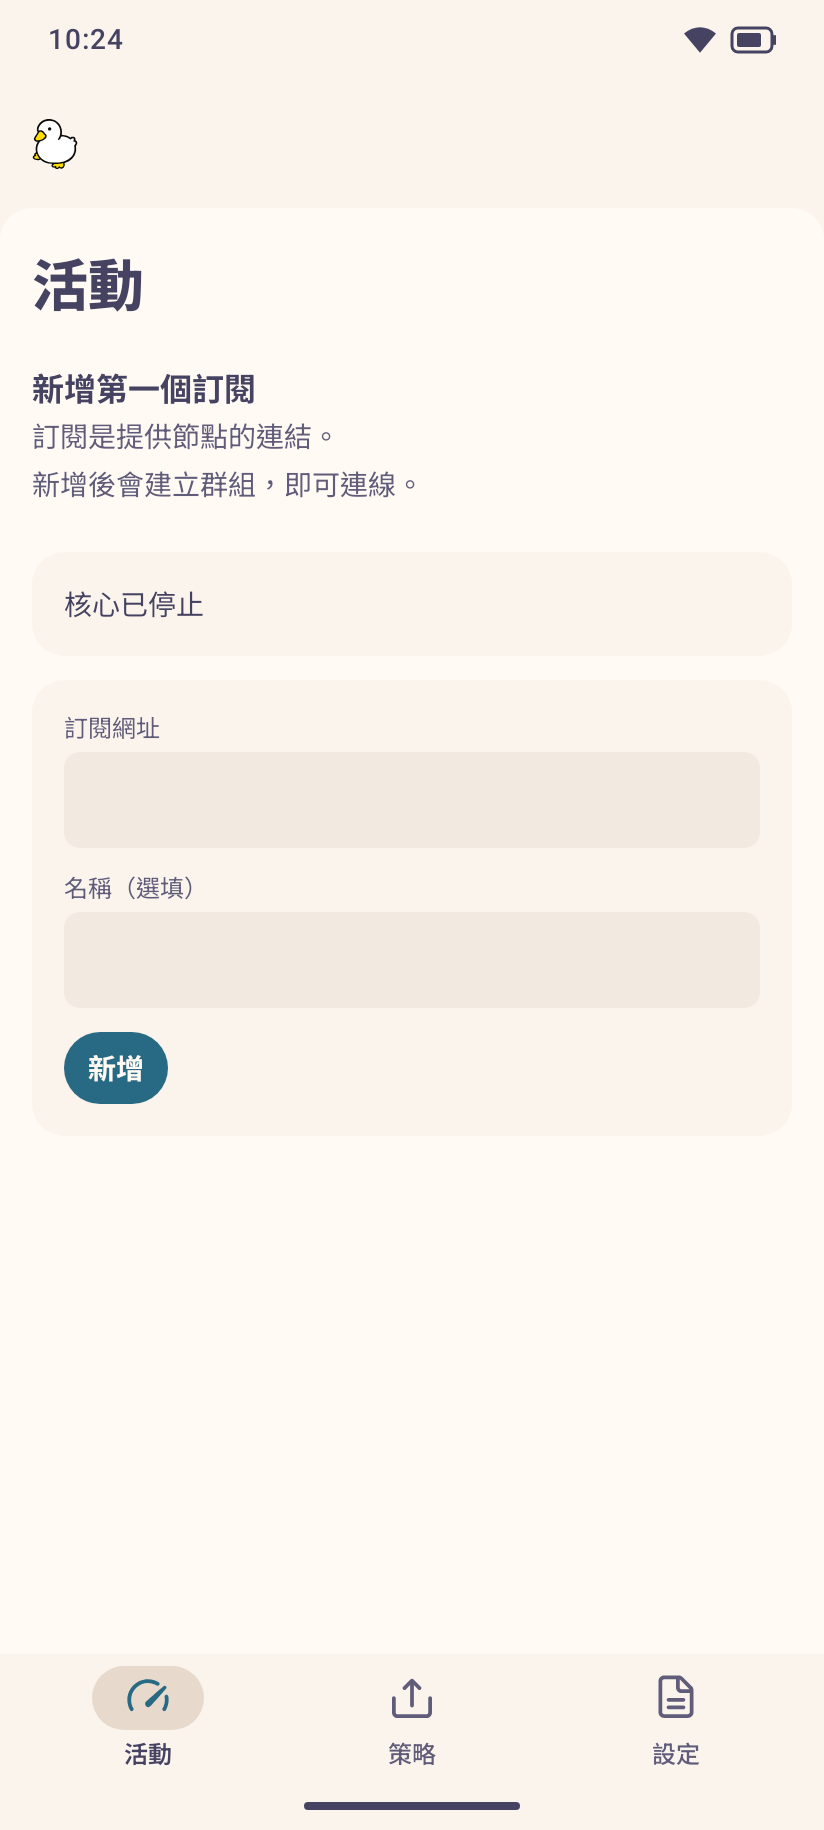 10:24
活動
新增第一個訂閱
訂閱是提供節點的連結。
新增後會建立群組，即可連線。
核心已停止
訂閱網址
名稱（選填）
新增
活動
策略
設定